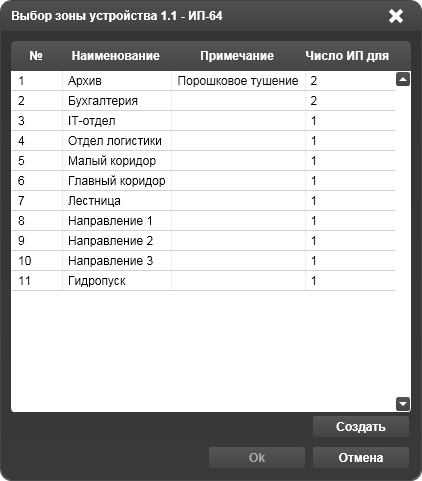 Выбор зоны устройства 1.1 - ИП-64
№ Наименование Примечание Число ИП для
1 Архив Порошковое тушение 2
2 Бухгалтерия 2
3 IT-отдел 1
4 Отдел логистики 1
5 Малый коридор 1
6 Главный коридор 1
7 Лестница 1
8 Направление 1 1
9 Направление 2 1
10 Направление 3 1
11 Гидропуск 1
Создать
Ok Отмена